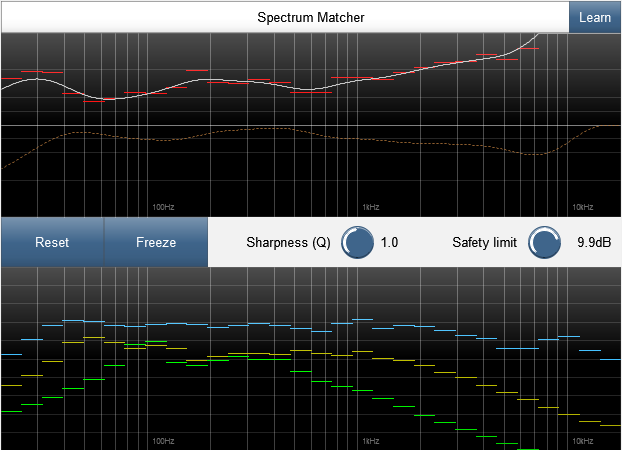 Spectrum Matcher
Learn
100Hz 1kHz 10kHz
Reset Freeze Sharpness (Q) 1.0 Safety limit 9.9dB
100Hz 1kHz 10kHz